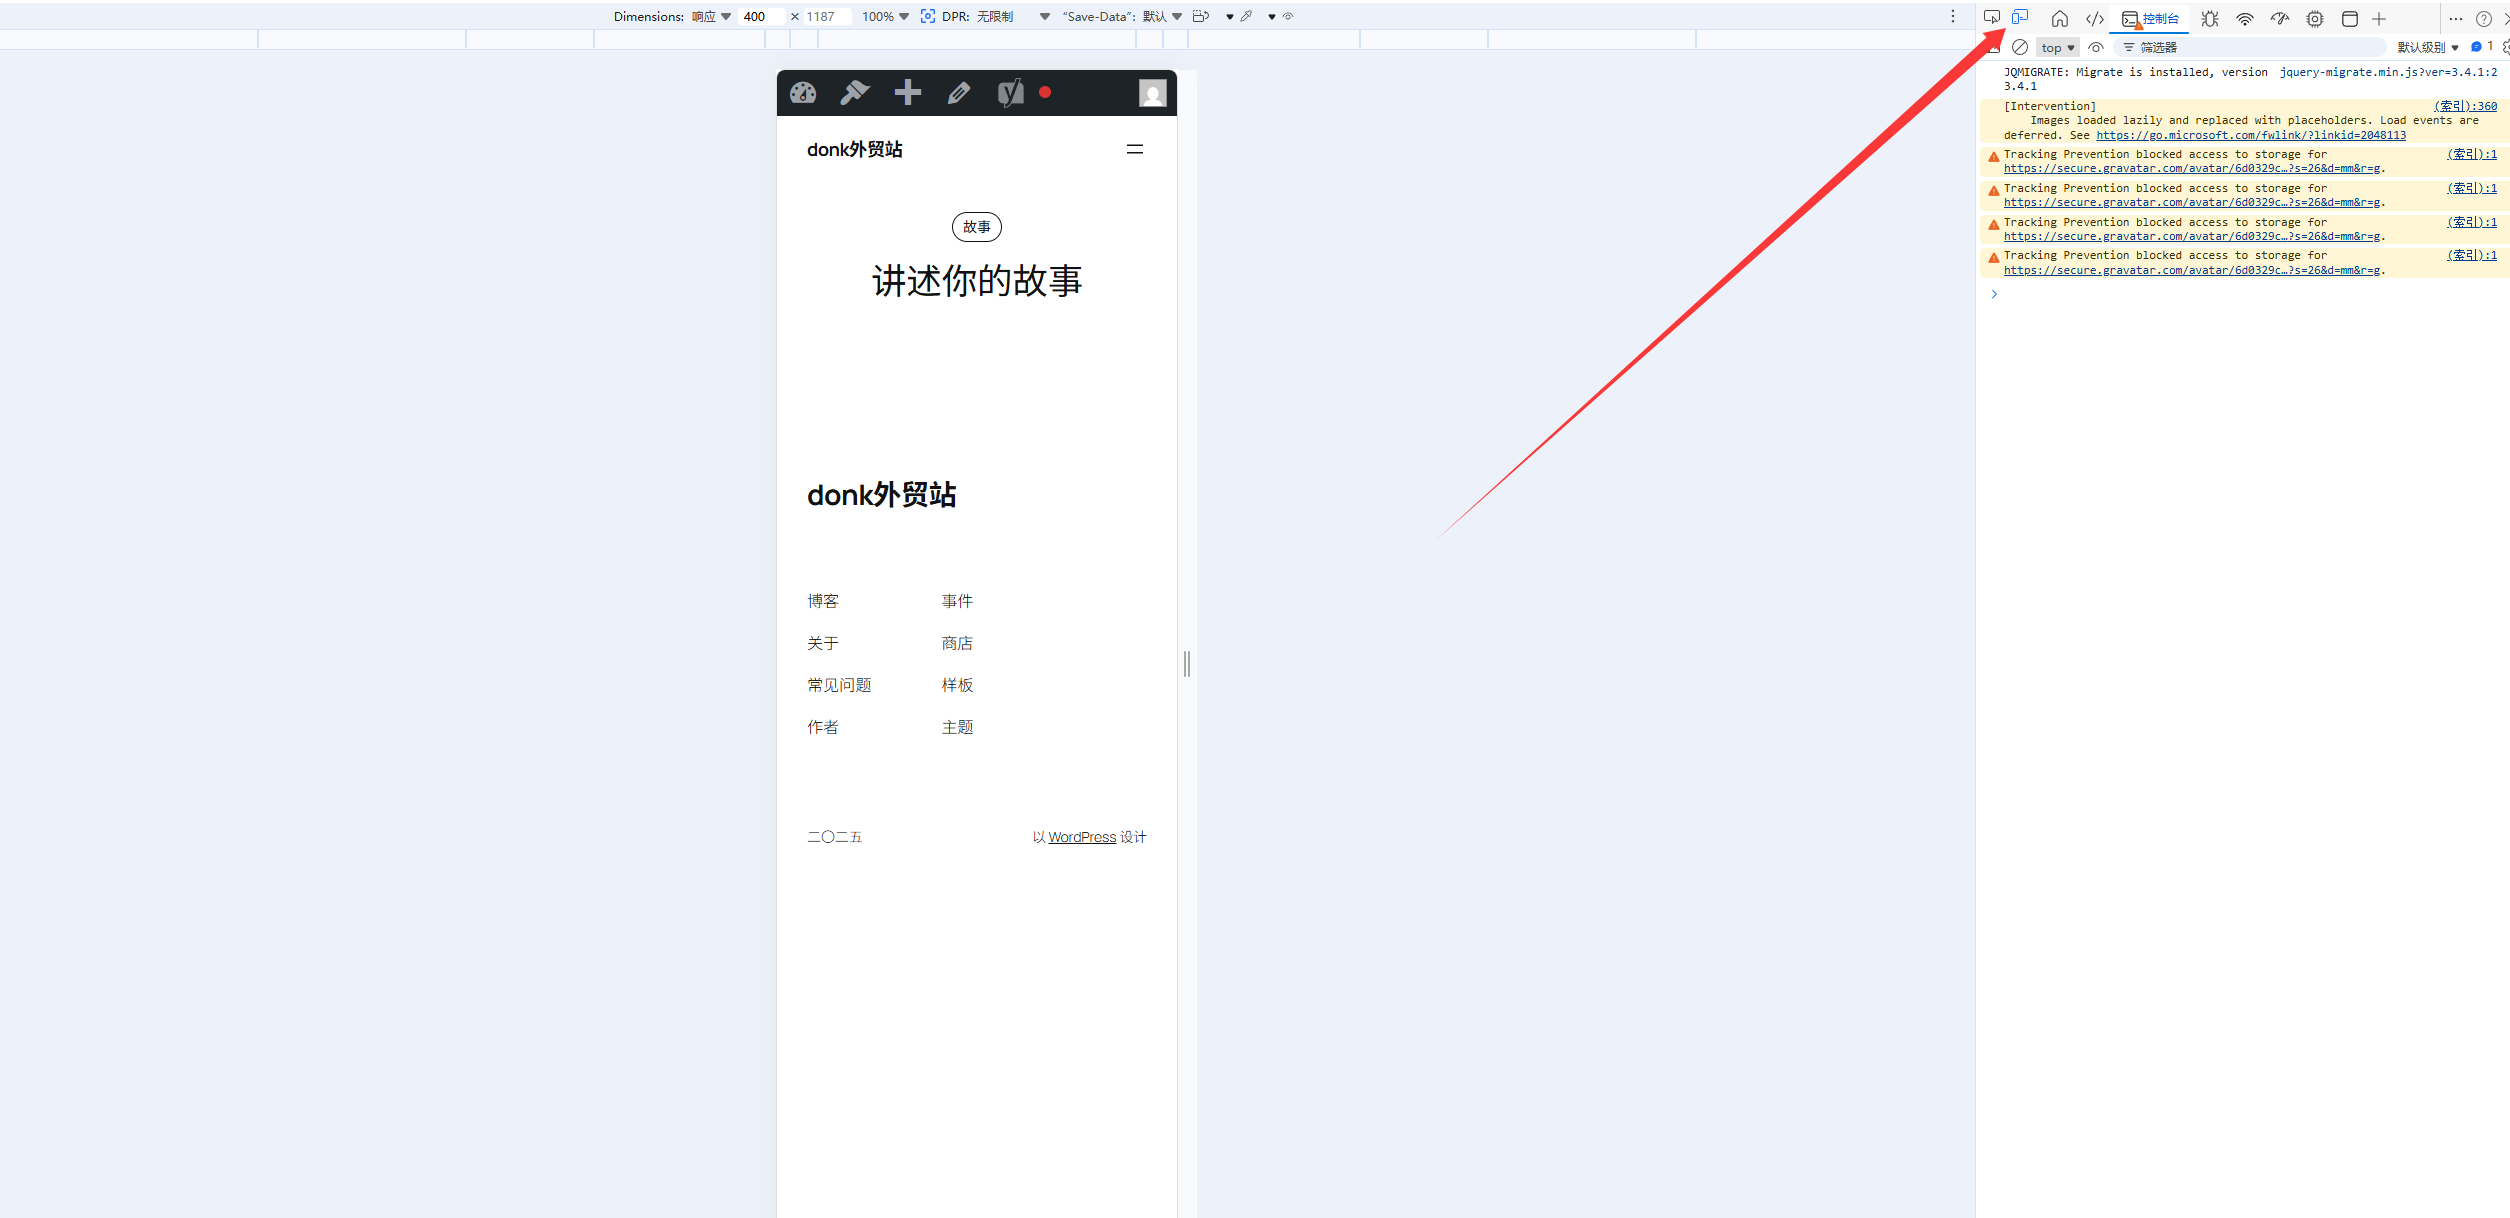 Dimensions: 响应 400 × 1187 100% DPR: 无限制 "Save-Data": 默认
控制台
top 筛选器 默认级别 1
JQMIGRATE: Migrate is installed, version jquery-migrate.min.js?ver=3.4.1:2
3.4.1
[Intervention] (索引):360
Images loaded lazily and replaced with placeholders. Load events are
deferred. See https://go.microsoft.com/fwlink/?linkid=2048113
Tracking Prevention blocked access to storage for (索引):1
https://secure.gravatar.com/avatar/6d0329c…?s=26&d=mm&r=g.
Tracking Prevention blocked access to storage for (索引):1
https://secure.gravatar.com/avatar/6d0329c…?s=26&d=mm&r=g.
Tracking Prevention blocked access to storage for (索引):1
https://secure.gravatar.com/avatar/6d0329c…?s=26&d=mm&r=g.
Tracking Prevention blocked access to storage for (索引):1
https://secure.gravatar.com/avatar/6d0329c…?s=26&d=mm&r=g.
donk外贸站
故事
讲述你的故事
donk外贸站
博客 事件
关于 商店
常见问题 样板
作者 主题
二〇二五 以 WordPress 设计